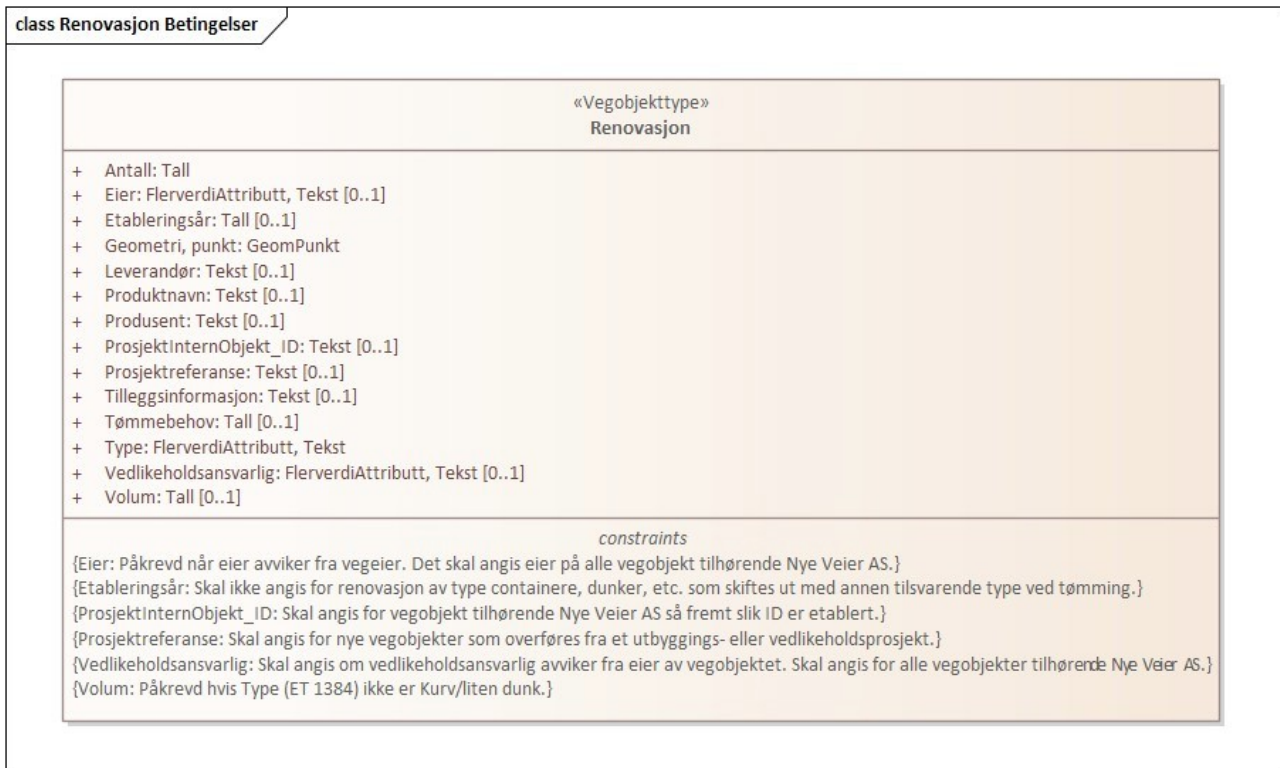 class Renovasjon Betingelser
«Vegobjekttype»
Renovasjon
+ Antall: Tall
+ Eier: FlerverdiAttributt, Tekst [0..1]
+ Etableringsår: Tall [0..1]
+ Geometri, punkt: GeomPunkt
+ Leverandør: Tekst [0..1]
+ Produktnavn: Tekst [0..1]
+ Produsent: Tekst [0..1]
+ ProsjektInternObjekt_ID: Tekst [0..1]
+ Prosjektreferanse: Tekst [0..1]
+ Tilleggsinformasjon: Tekst [0..1]
+ Tømmebehov: Tall [0..1]
+ Type: FlerverdiAttributt, Tekst
+ Vedlikeholdsansvarlig: FlerverdiAttributt, Tekst [0..1]
+ Volum: Tall [0..1]
constraints
{Eier: Påkrevd når eier avviker fra vegeier. Det skal angis eier på alle vegobjekt tilhørende Nye Veier AS.}
{Etableringsår: Skal ikke angis for renovasjon av type containere, dunker, etc. som skiftes ut med annen tilsvarende type ved tømming.}
{ProsjektInternObjekt_ID: Skal angis for vegobjekt tilhørende Nye Veier AS så fremt slik ID er etablert.}
{Prosjektreferanse: Skal angis for nye vegobjekter som overføres fra et utbyggings- eller vedlikeholdsprosjekt.}
{Vedlikeholdsansvarlig: Skal angis om vedlikeholdsansvarlig avviker fra eier av vegobjektet. Skal angis for alle vegobjekter tilhørende Nye Veier AS.}
{Volum: Påkrevd hvis Type (ET 1384) ikke er Kurv/liten dunk.}